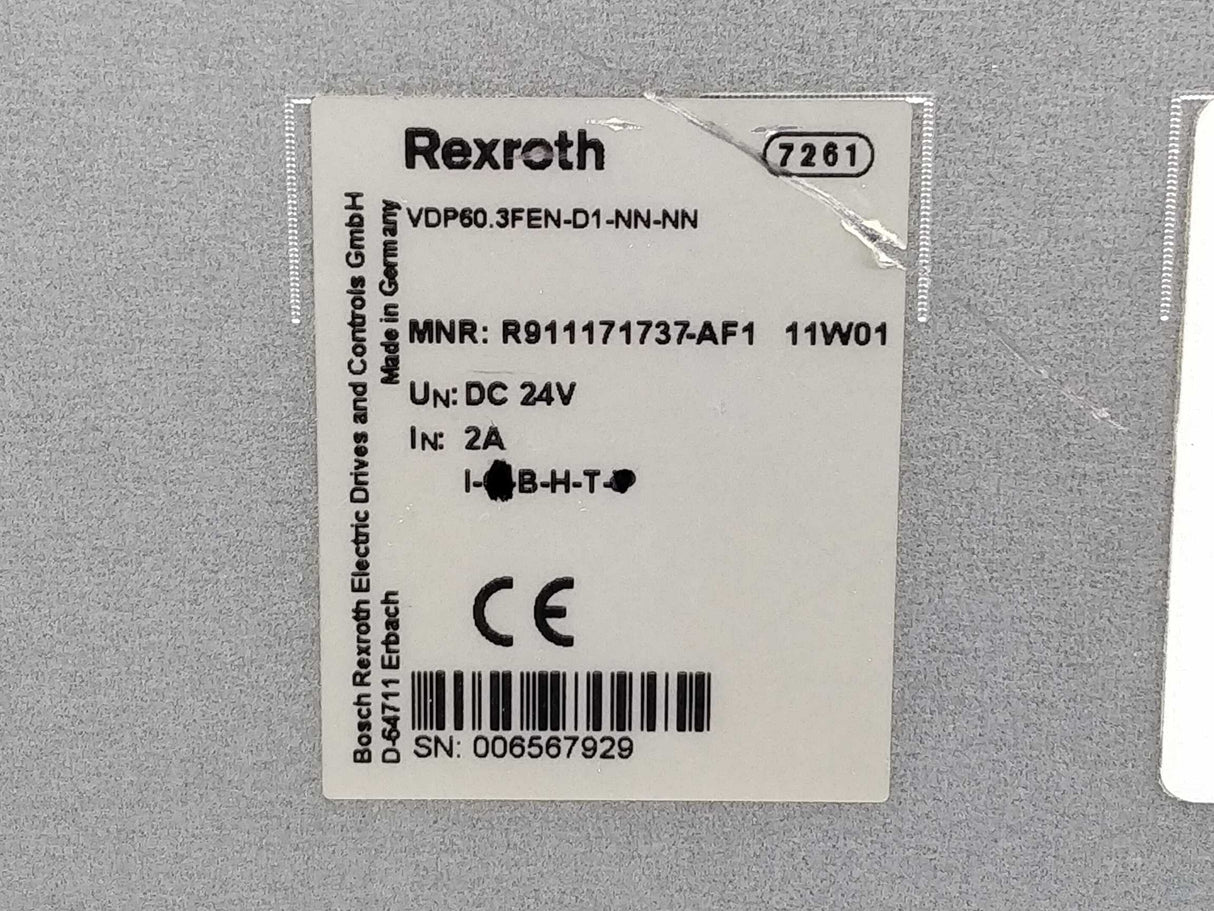 Rexroth
7261
VDP60.3FEN-D1-NN-NN
MNR: R911171737-AF1 11W01
UN: DC 24V
IN: 2A
B-H-T-
CE
SN: 006567929
Bosch Rexroth Electric Drives and Controls GmbH
D-64711 Erbach Made in Germany